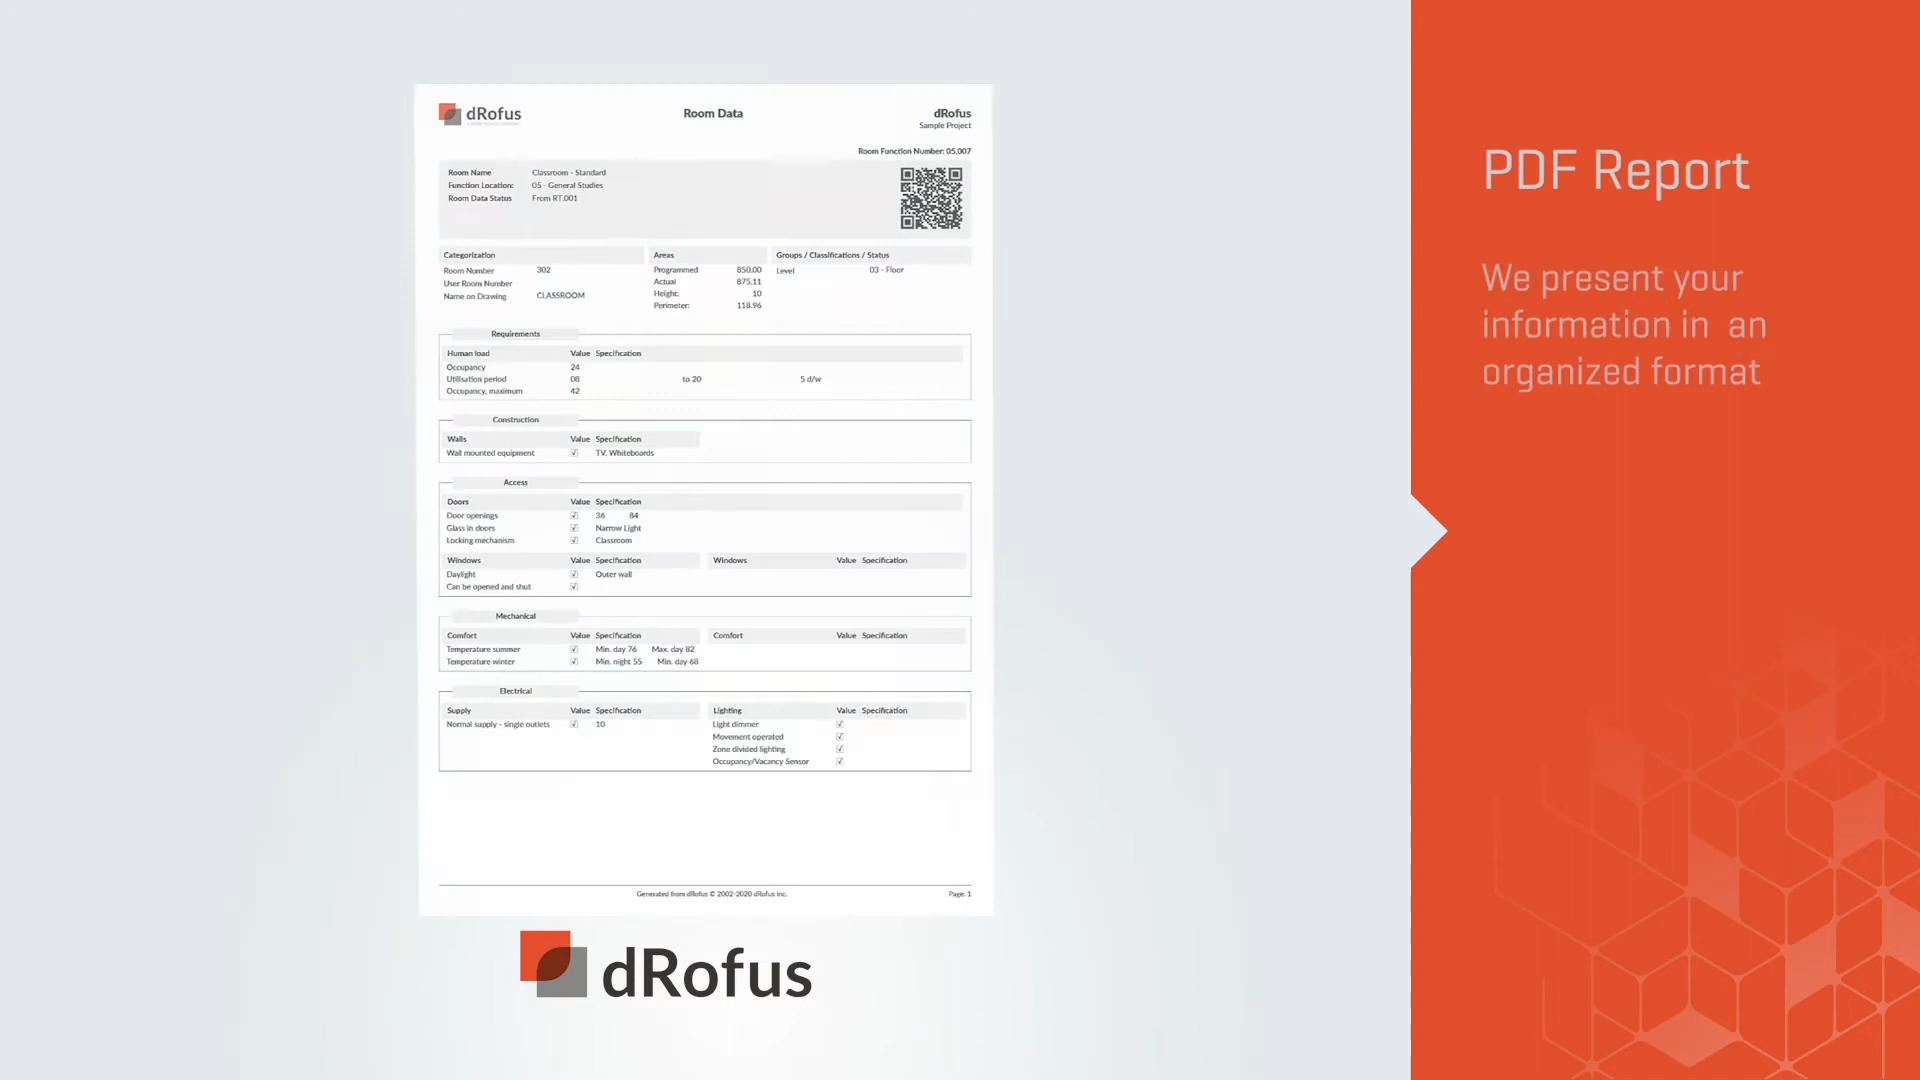 dRofus
Room Data
dRofus
Sample Project
Room Function Number: 05.007
Room Name Classroom - Standard
Function Location: 05 - General Studies
Room Data Status From RT.001
Categorization
Room Number 302
User Room Number
Name on Drawing CLASSROOM
Areas
Programmed 850.00
Actual 875.11
Height: 10
Perimeter: 118.96
Groups / Classifications / Status
Level 03 - Floor
Requirements
Human load Value Specification
Occupancy 24
Utilisation period 08 to 20 5 d/w
Occupancy, maximum 42
Construction
Walls Value Specification
Wall mounted equipment √ TV, Whiteboards
Access
Doors Value Specification
Door openings √ 36 84
Glass in doors √ Narrow Light
Locking mechanism √ Classroom
Windows Value Specification Windows Value Specification
Daylight √ Outer wall
Can be opened and shut √
Mechanical
Comfort Value Specification Comfort Value Specification
Temperature summer √ Min. day 76 Max. day 82
Temperature winter √ Min. night 55 Min. day 68
Electrical
Supply Value Specification
Normal supply - single outlets √ 10
Lighting Value Specification
Light dimmer √
Movement operated √
Zone divided lighting √
Occupancy/Vacancy Sensor √
Generated from dRofus © 2002-2020 dRofus inc. Page: 1
dRofus
PDF Report
We present your
information in an
organized format